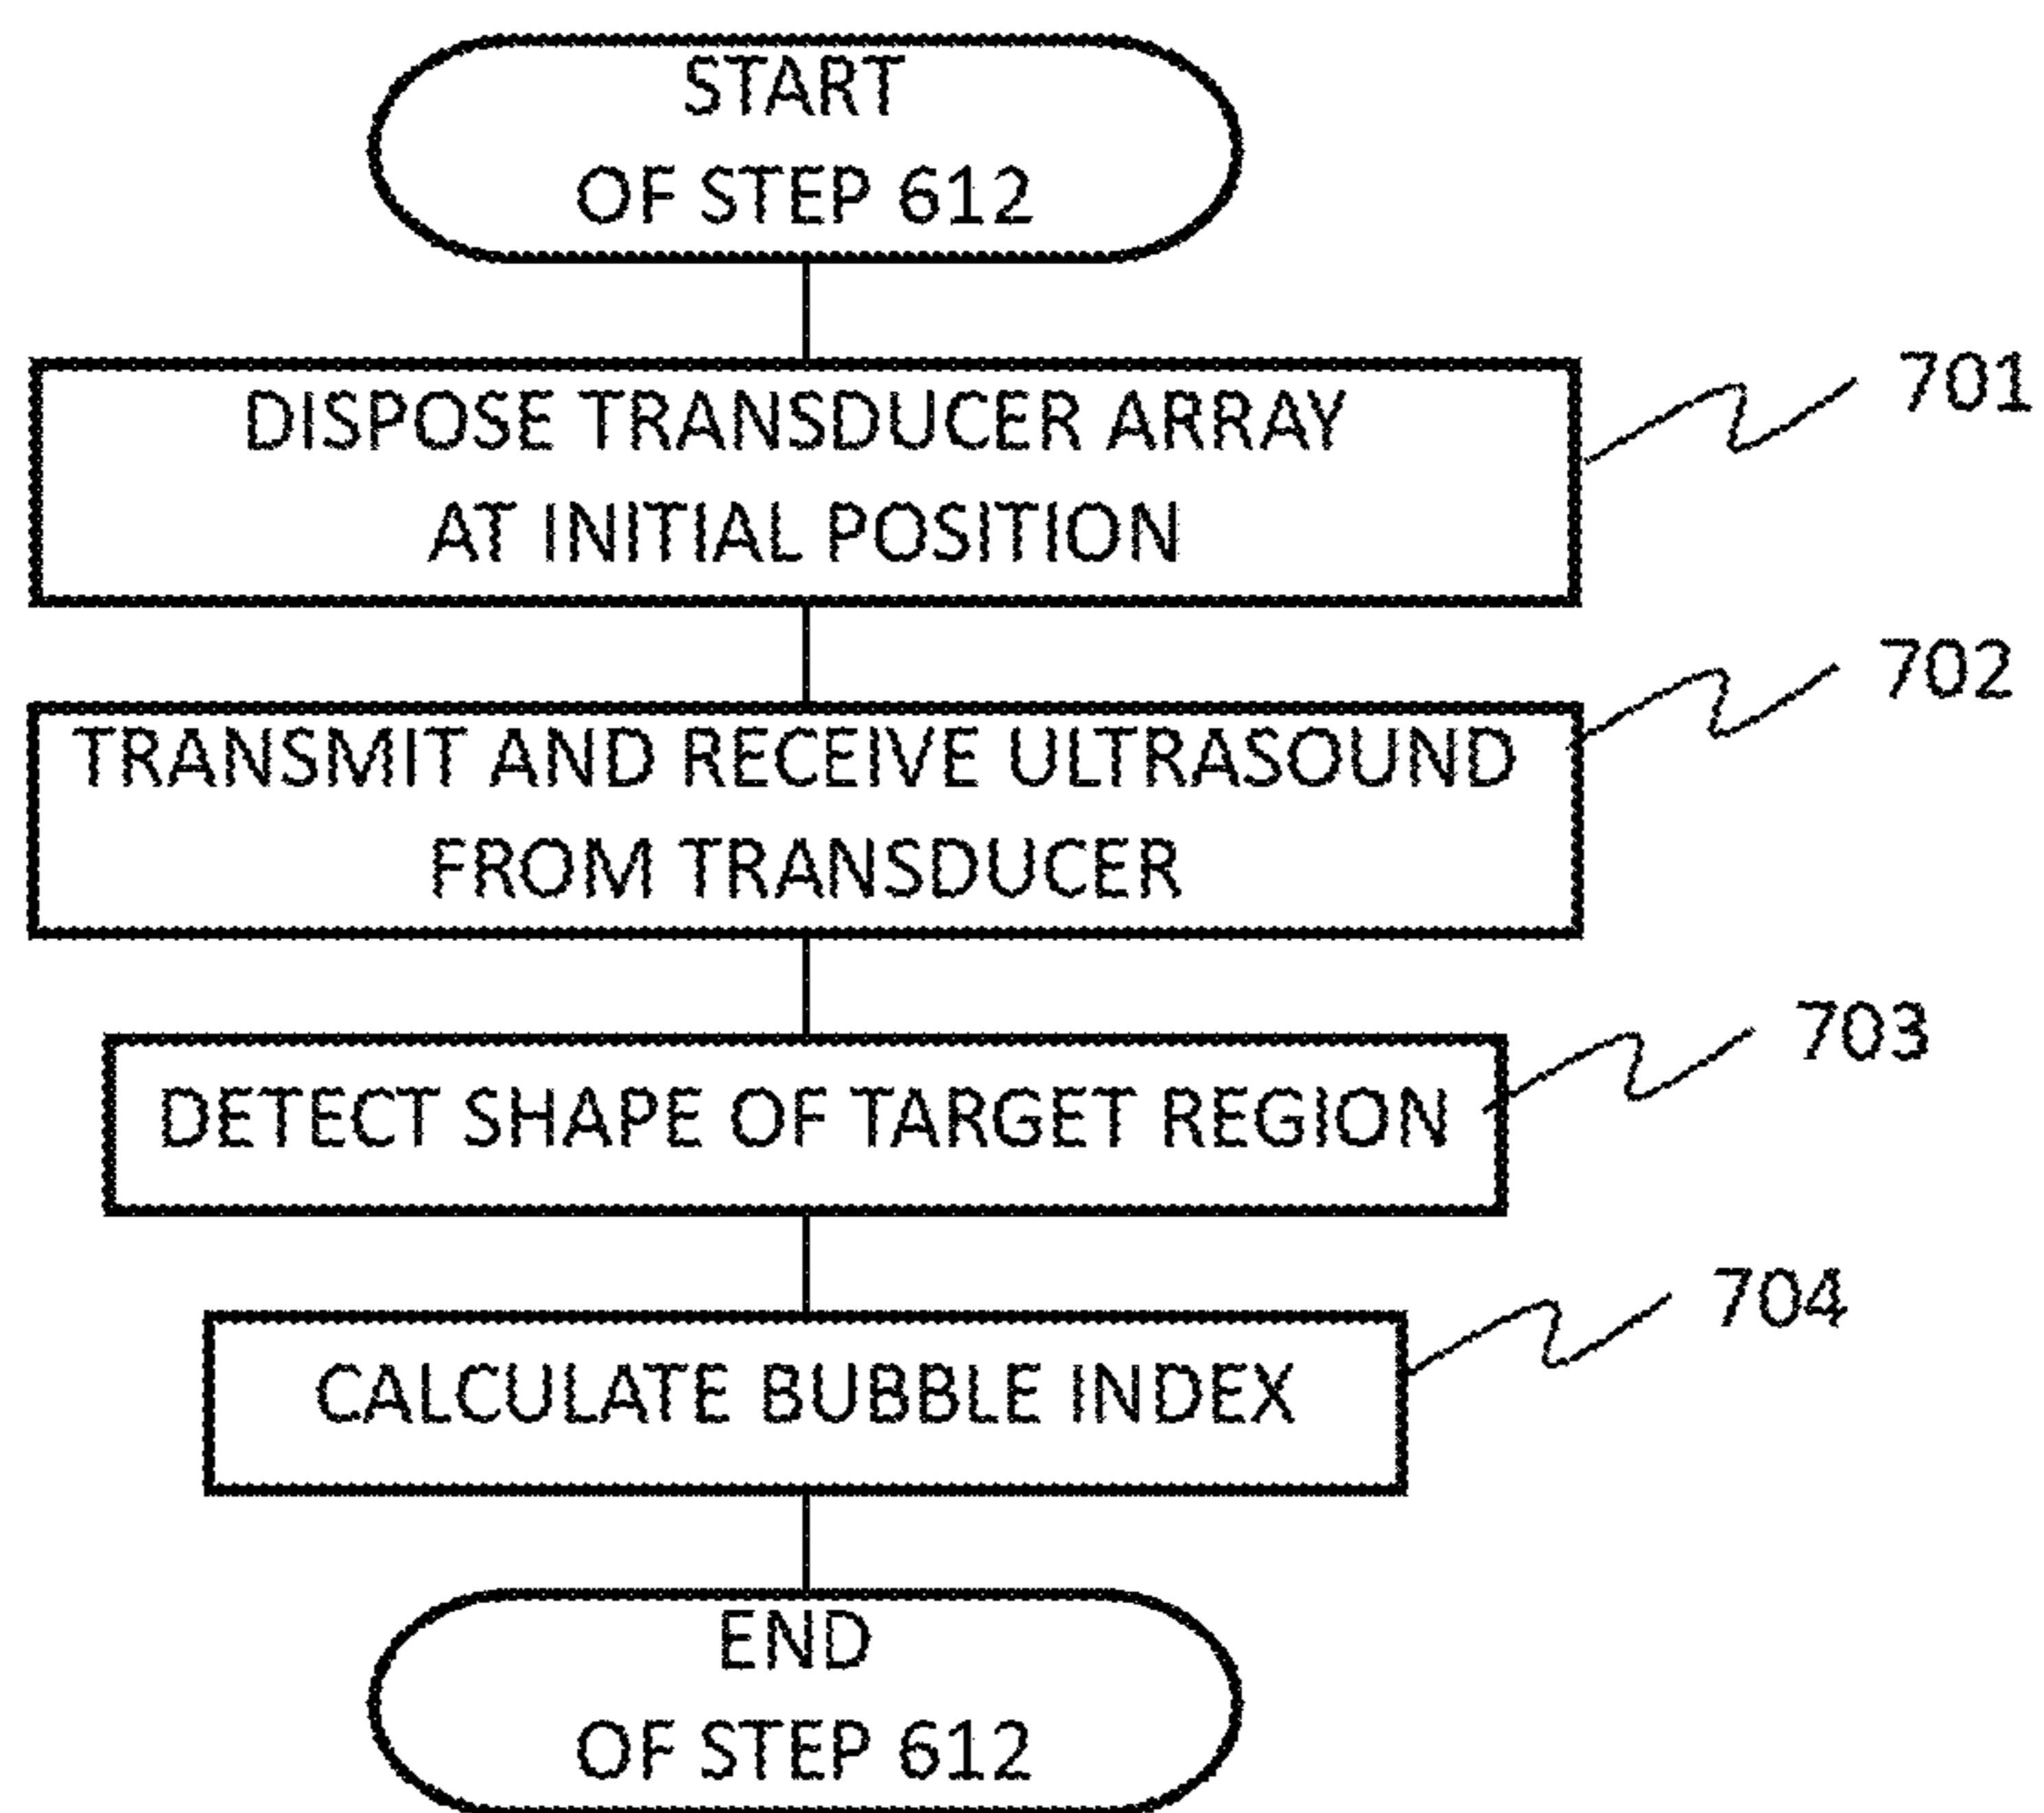 START
OF STEP 612
DISPOSE TRANSDUCER ARRAY
AT INITIAL POSITION
701
TRANSMIT AND RECEIVE ULTRASOUND
FROM TRANSDUCER
702
DETECT SHAPE OF TARGET REGION
703
CALCULATE BUBBLE INDEX
704
END
OF STEP 612